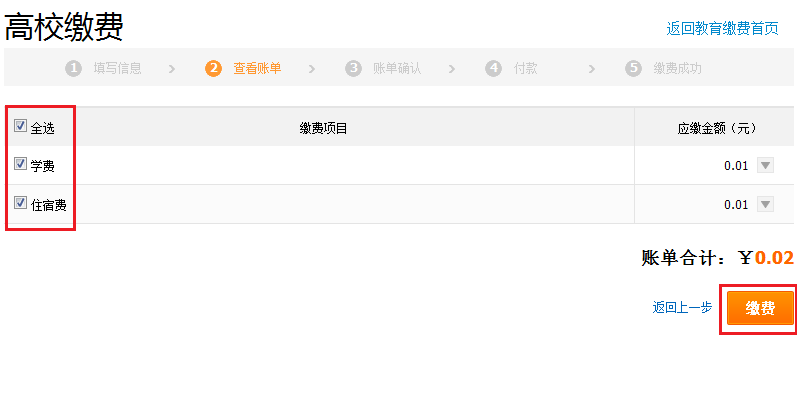 高校缴费
返回教育缴费首页
1 填写信息 > 2 查看账单 > 3 账单确认 > 4 付款 > 5 缴费成功
全选 缴费项目 应缴金额（元）
学费 0.01
住宿费 0.01
账单合计：￥0.02
返回上一步 缴费